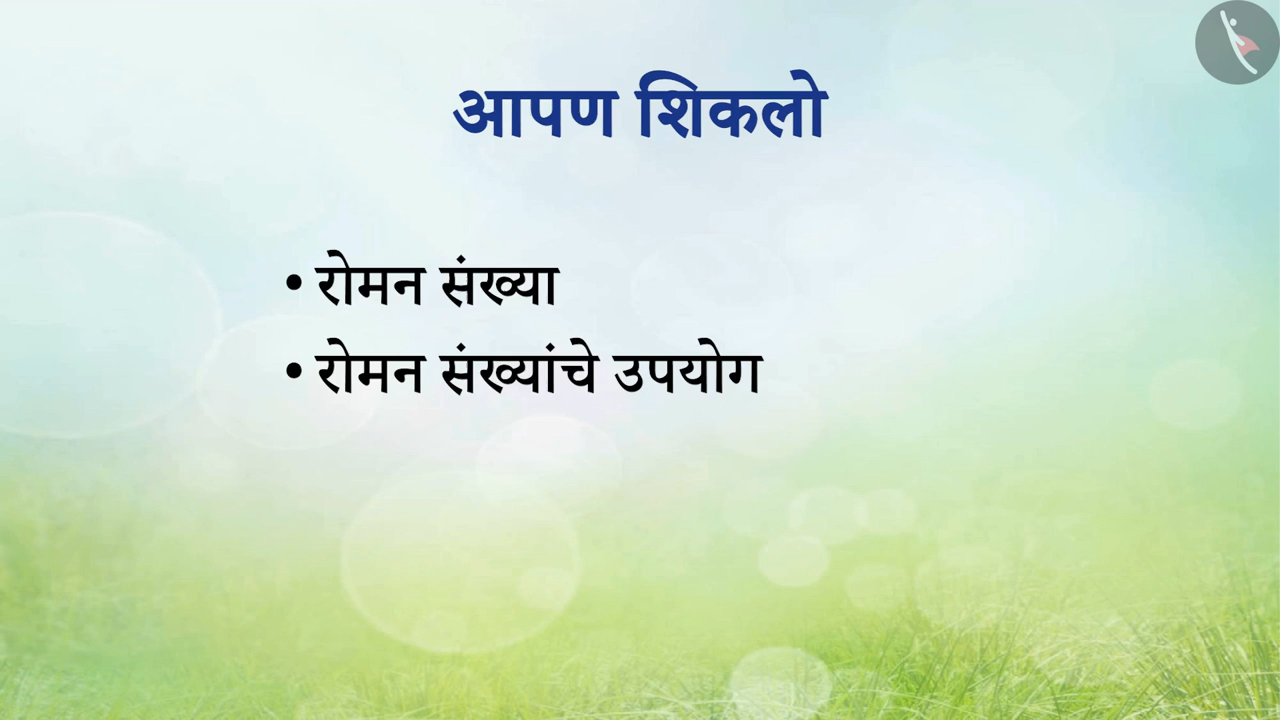 आपण शिकलो
• रोमन संख्या
• रोमन संख्यांचे उपयोग